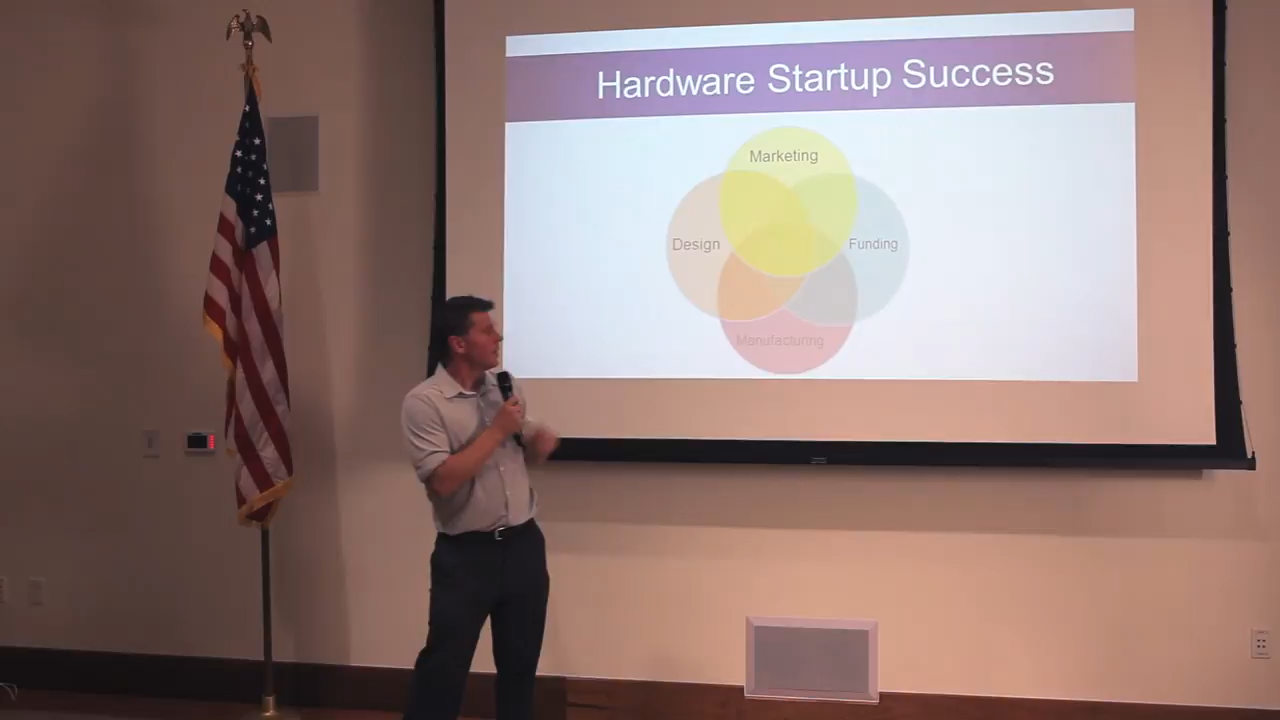 Hardware Startup Success
Marketing
Design
Funding
Manufacturing